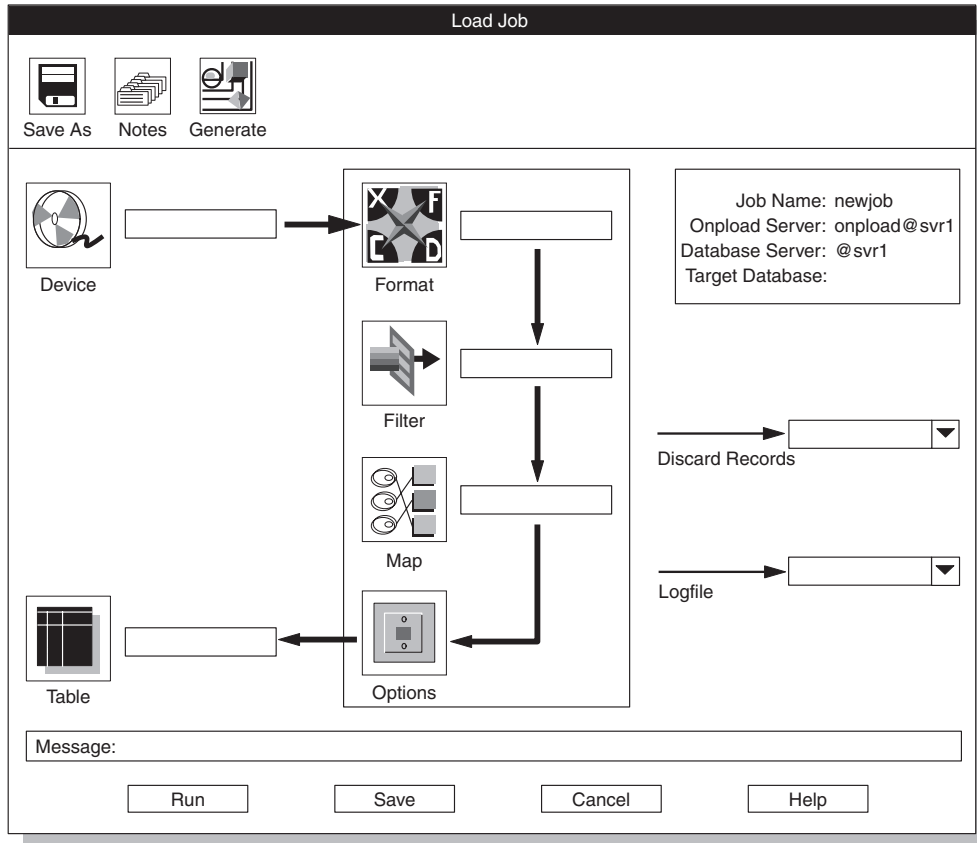 Load Job
Save As
Notes
Generate
Device
X F
C D
Format
Job Name: newjob
Onpload Server: onpload@svr1
Database Server: @svr1
Target Database:
Filter
Discard Records
Map
Logfile
Table
Options
Message:
Run
Save
Cancel
Help